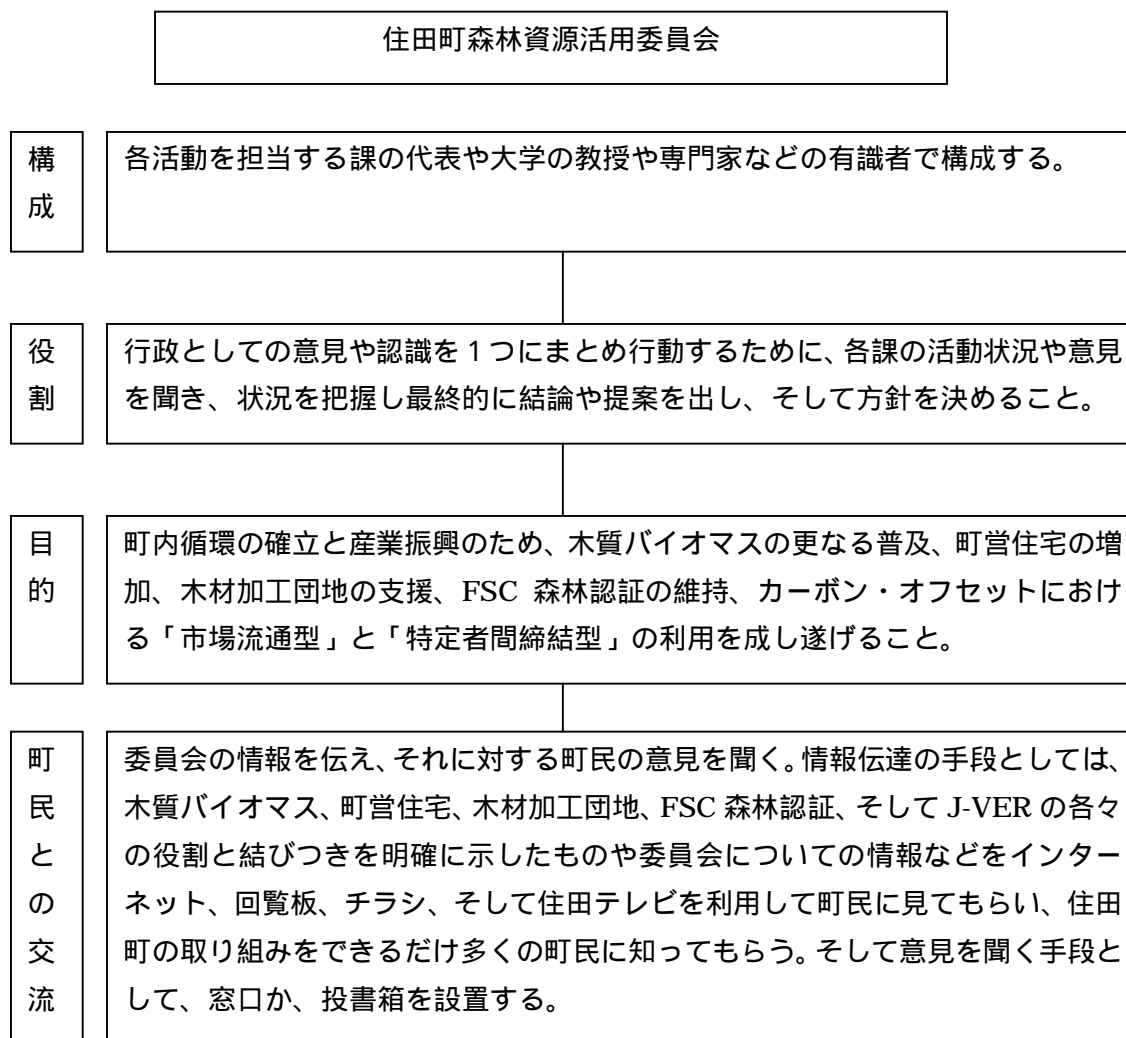 住田町森林資源活用委員会
構成
各活動を担当する課の代表や大学の教授や専門家などの有識者で構成する。
役割
行政としての意見や認識を1つにまとめ行動するために、各課の活動状況や意見
を聞き、状況を把握し最終的に結論や提案を出し、そして方針を決めること。
目的
町内循環の確立と産業振興のため、木質バイオマスの更なる普及、町営住宅の増
加、木材加工団地の支援、FSC 森林認証の維持、カーボン・オフセットにおけ
る「市場流通型」と「特定者間締結型」の利用を成し遂げること。
町民との交流
委員会の情報を伝え、それに対する町民の意見を聞く。情報伝達の手段としては、
木質バイオマス、町営住宅、木材加工団地、FSC 森林認証、そして J-VER の各々
の役割と結びつきを明確に示したものや委員会についての情報などをインター
ネット、回覧板、チラシ、そして住田テレビを利用して町民に見てもらい、住田
町の取り組みをできるだけ多くの町民に知ってもらう。そして意見を聞く手段と
して、窓口か、投書箱を設置する。